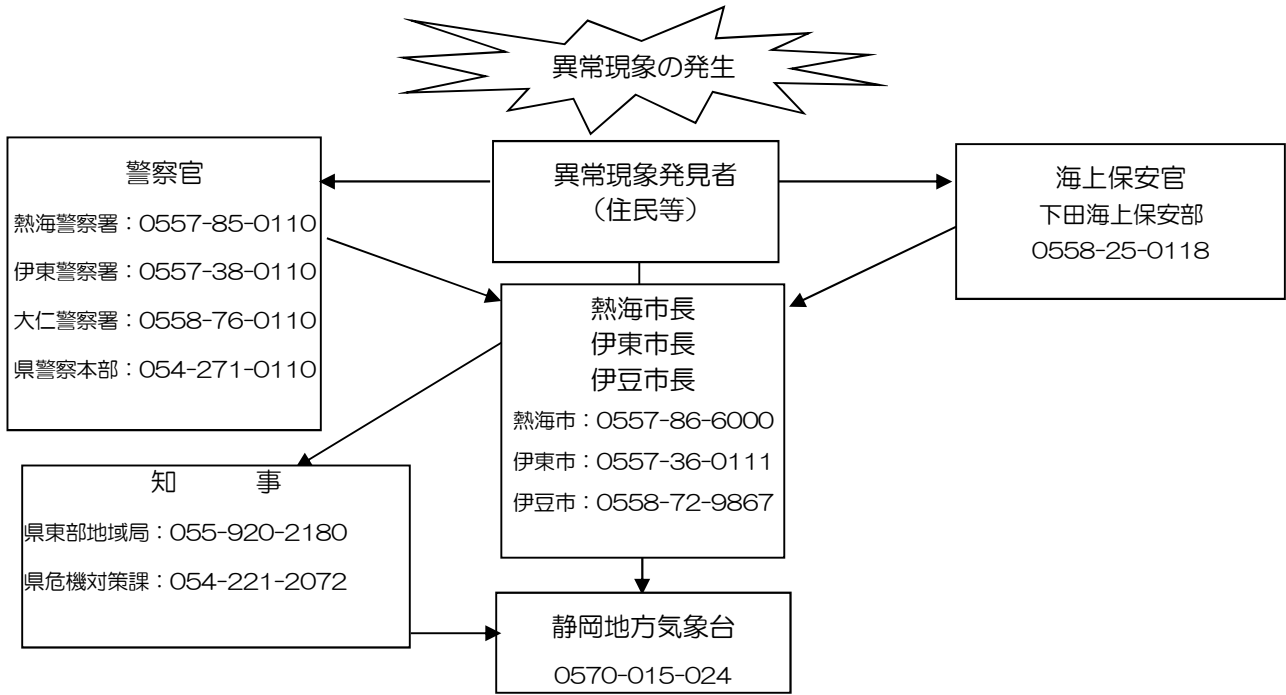 異常現象の発生
異常現象発見者
（住民等）
警察官
熱海警察署：0557-85-0110
伊東警察署：0557-38-0110
大仁警察署：0558-76-0110
県警察本部：054-271-0110
海上保安官
下田海上保安部
0558-25-0118
熱海市長
伊東市長
伊豆市長
熱海市：0557-86-6000
伊東市：0557-36-0111
伊豆市：0558-72-9867
知　　事
県東部地域局：055-920-2180
県危機対策課：054-221-2072
静岡地方気象台
0570-015-024